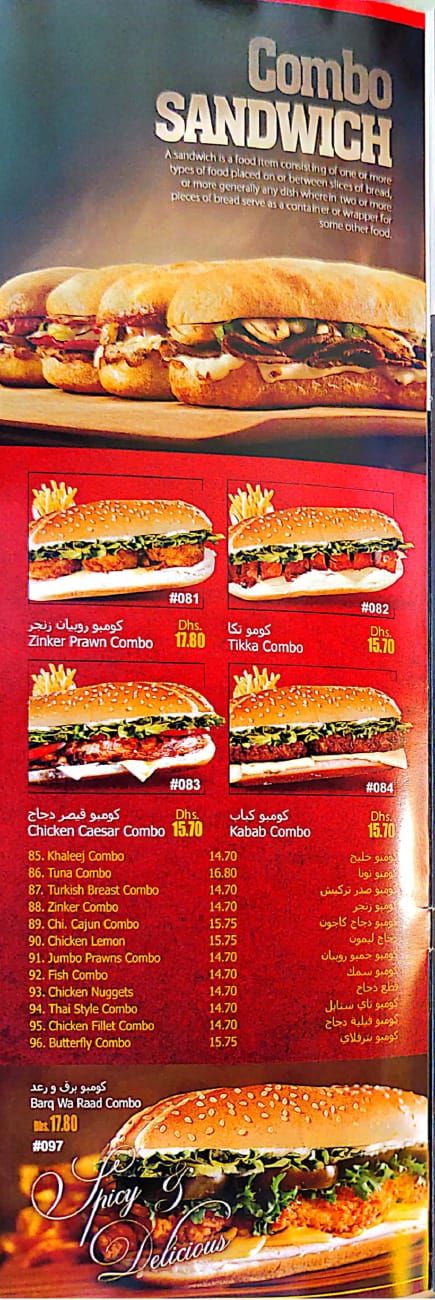 Combo
SANDWICH
A sandwich is a food item consisting of one or more
types of food placed on or between slices of bread,
or more generally any dish wherein two or more
pieces of bread serve as a container or wrapper for
some other food.
#081
كومبو روبيان زنجر
Zinker Prawn Combo
Dhs.
17.80
#082
كومو تكا
Tikka Combo
Dhs.
15.70
#083
كومبو قيصر دجاج
Chicken Caesar Combo
Dhs.
15.70
#084
كومبو كباب
Kabab Combo
Dhs.
15.70
85. Khaleej Combo 14.70 كومبو خليج
86. Tuna Combo 16.80 كومبو تونا
87. Turkish Breast Combo 14.70 كومبو صدر تركيش
88. Zinker Combo 14.70 كومبو زنجر
89. Chi. Cajun Combo 15.75 كومبو دجاج كاجون
90. Chicken Lemon 15.75 دجاج ليمون
91. Jumbo Prawns Combo 14.70 كومبو جمبو روبيان
92. Fish Combo 14.70 كومبو سمك
93. Chicken Nuggets 14.70 قطع دجاج
94. Thai Style Combo 14.70 كومبو تاي ستايل
95. Chicken Fillet Combo 14.70 كومبو فيلية دجاج
96. Butterfly Combo 15.75 كومبو بترفلاي
كومبو برق و رعد
Barq Wa Raad Combo
Dhs. 17.80
#097
Spicy &
Delicious